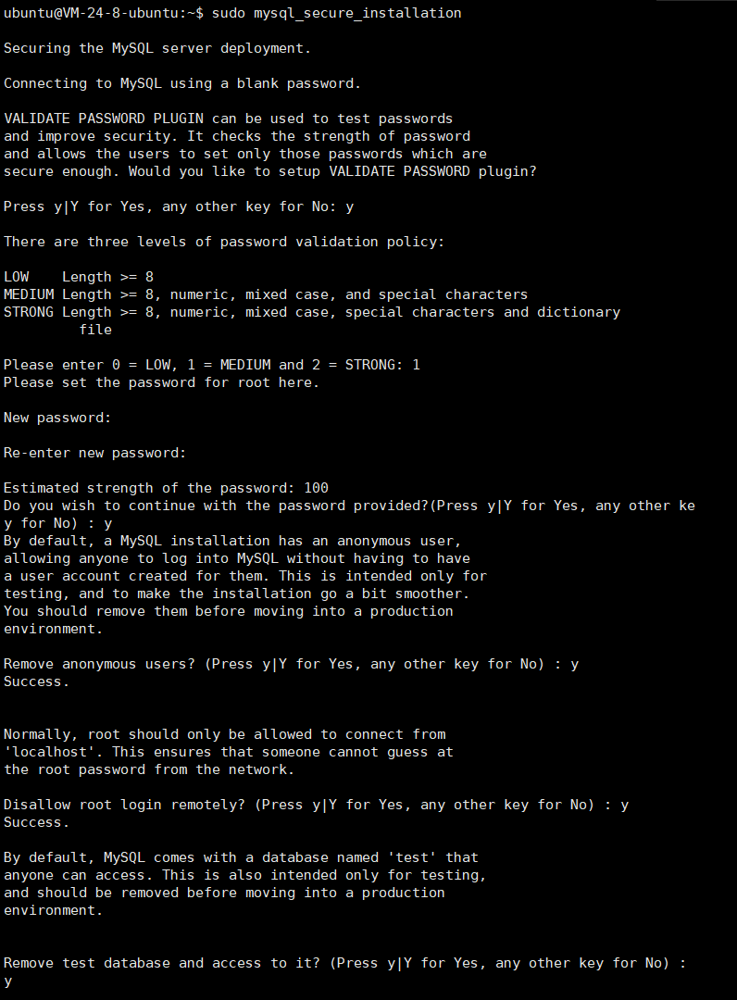 ubuntu@VM-24-8-ubuntu:~$ sudo mysql_secure_installation
Securing the MySQL server deployment.
Connecting to MySQL using a blank password.
VALIDATE PASSWORD PLUGIN can be used to test passwords
and improve security. It checks the strength of password
and allows the users to set only those passwords which are
secure enough. Would you like to setup VALIDATE PASSWORD plugin?
Press y|Y for Yes, any other key for No: y
There are three levels of password validation policy:
LOW    Length >= 8
MEDIUM Length >= 8, numeric, mixed case, and special characters
STRONG Length >= 8, numeric, mixed case, special characters and dictionary
file
Please enter 0 = LOW, 1 = MEDIUM and 2 = STRONG: 1
Please set the password for root here.
New password:
Re-enter new password:
Estimated strength of the password: 100
Do you wish to continue with the password provided?(Press y|Y for Yes, any other ke
y for No) : y
By default, a MySQL installation has an anonymous user,
allowing anyone to log into MySQL without having to have
a user account created for them. This is intended only for
testing, and to make the installation go a bit smoother.
You should remove them before moving into a production
environment.
Remove anonymous users? (Press y|Y for Yes, any other key for No) : y
Success.
Normally, root should only be allowed to connect from
'localhost'. This ensures that someone cannot guess at
the root password from the network.
Disallow root login remotely? (Press y|Y for Yes, any other key for No) : y
Success.
By default, MySQL comes with a database named 'test' that
anyone can access. This is also intended only for testing,
and should be removed before moving into a production
environment.
Remove test database and access to it? (Press y|Y for Yes, any other key for No) :
y